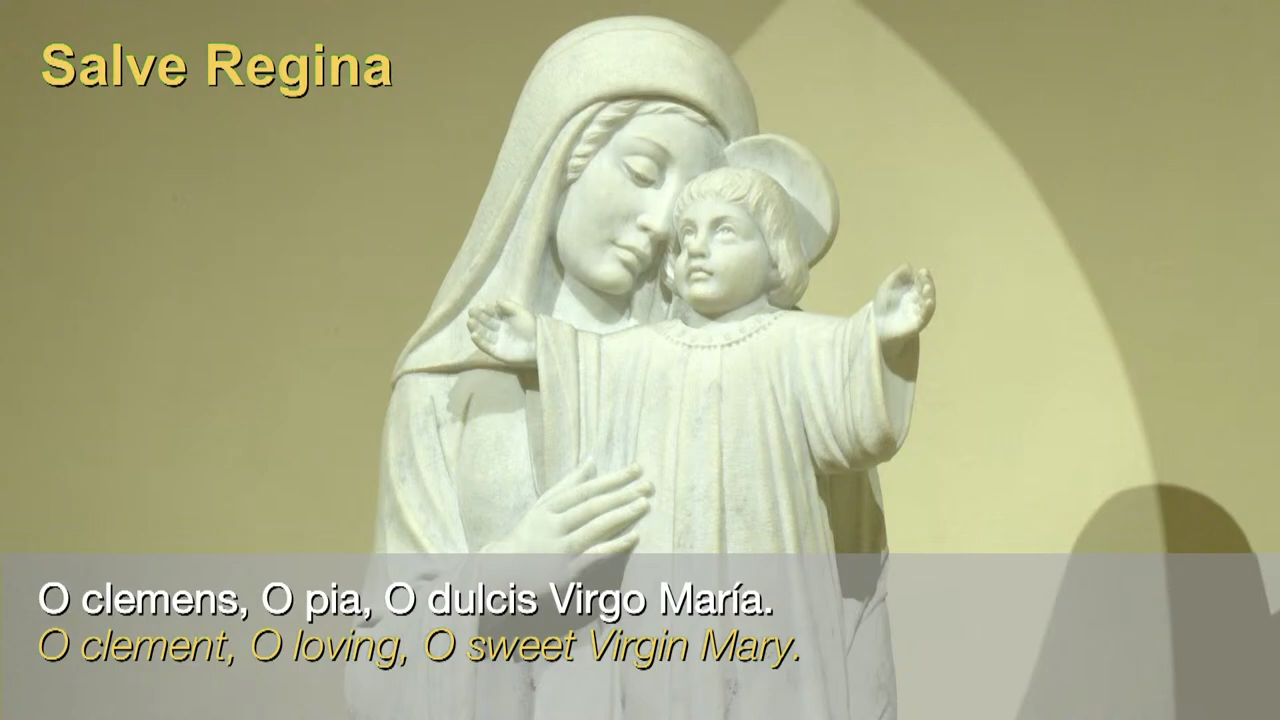 Salve Regina
O clemens, O pia, O dulcis Virgo María.
O clement, O loving, O sweet Virgin Mary.